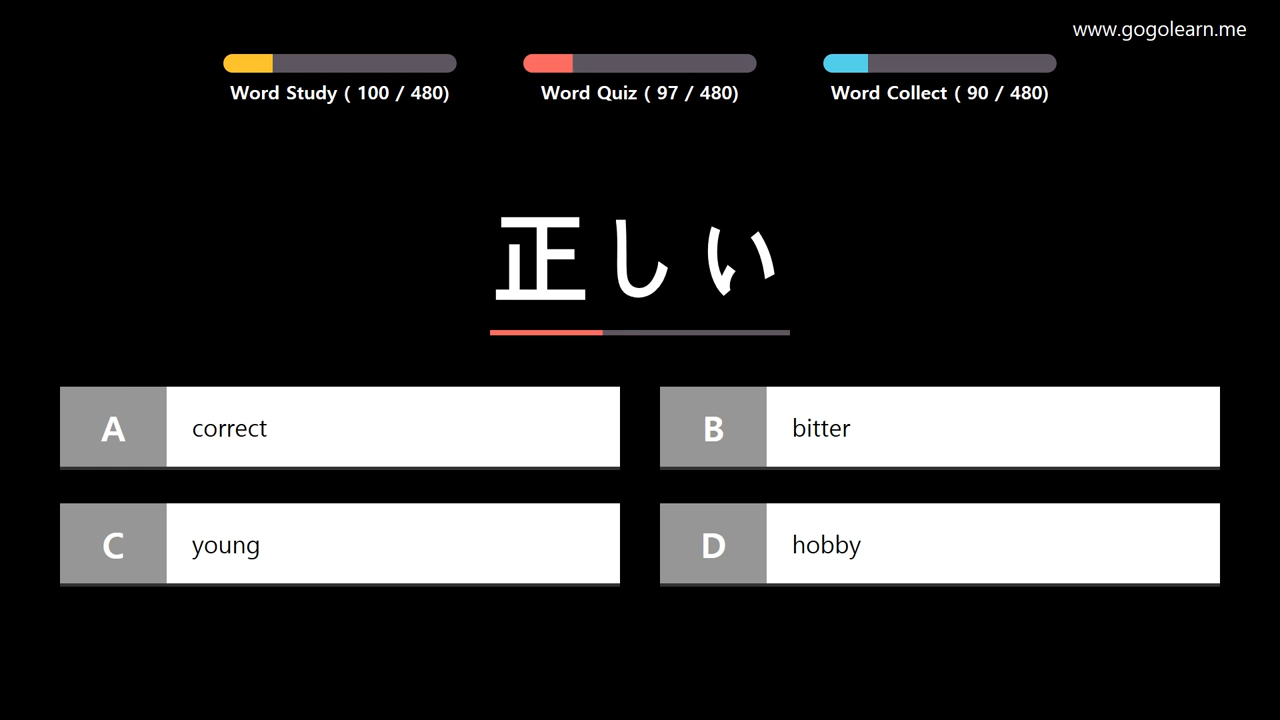 www.gogolearn.me
Word Study ( 100 / 480)
Word Quiz ( 97 / 480)
Word Collect ( 90 / 480)
正しい
A correct
B bitter
C young
D hobby